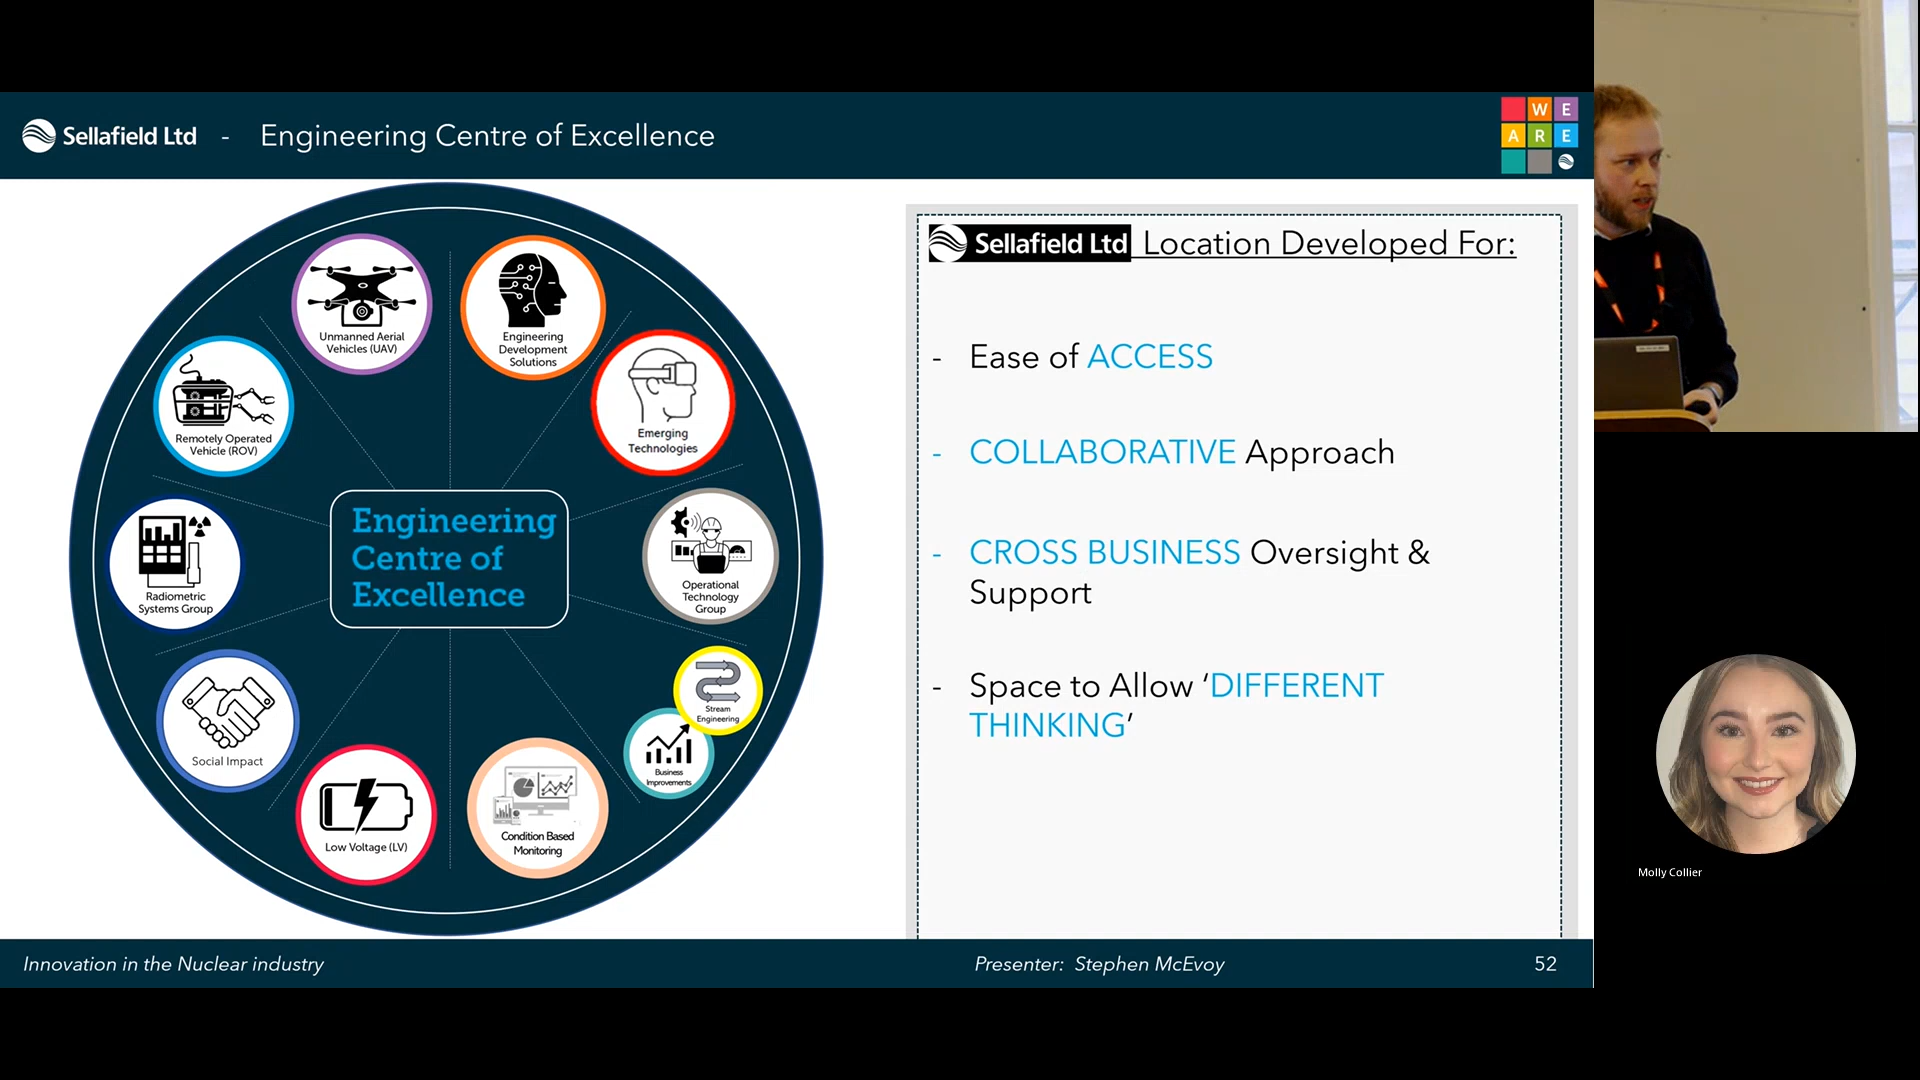 Sellafield Ltd - Engineering Centre of Excellence
W E
A R E
Unmanned Aerial
Vehicles (UAV)
Engineering
Development
Solutions
Remotely Operated
Vehicle (ROV)
Emerging
Technologies
Radiometric
Systems Group
Engineering
Centre of
Excellence
Operational
Technology
Group
Social Impact
Stream
Engineering
Business
Improvements
Low Voltage (LV)
Condition Based
Monitoring
Sellafield Ltd Location Developed For:
- Ease of ACCESS
- COLLABORATIVE Approach
- CROSS BUSINESS Oversight &
Support
- Space to Allow ‘DIFFERENT
THINKING’
Innovation in the Nuclear industry
Presenter: Stephen McEvoy
52
Molly Collier